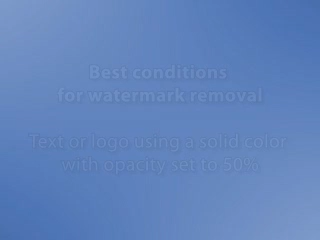 Best conditions
for watermark removal
Text or logo using a solid color
with opacity set to 50%